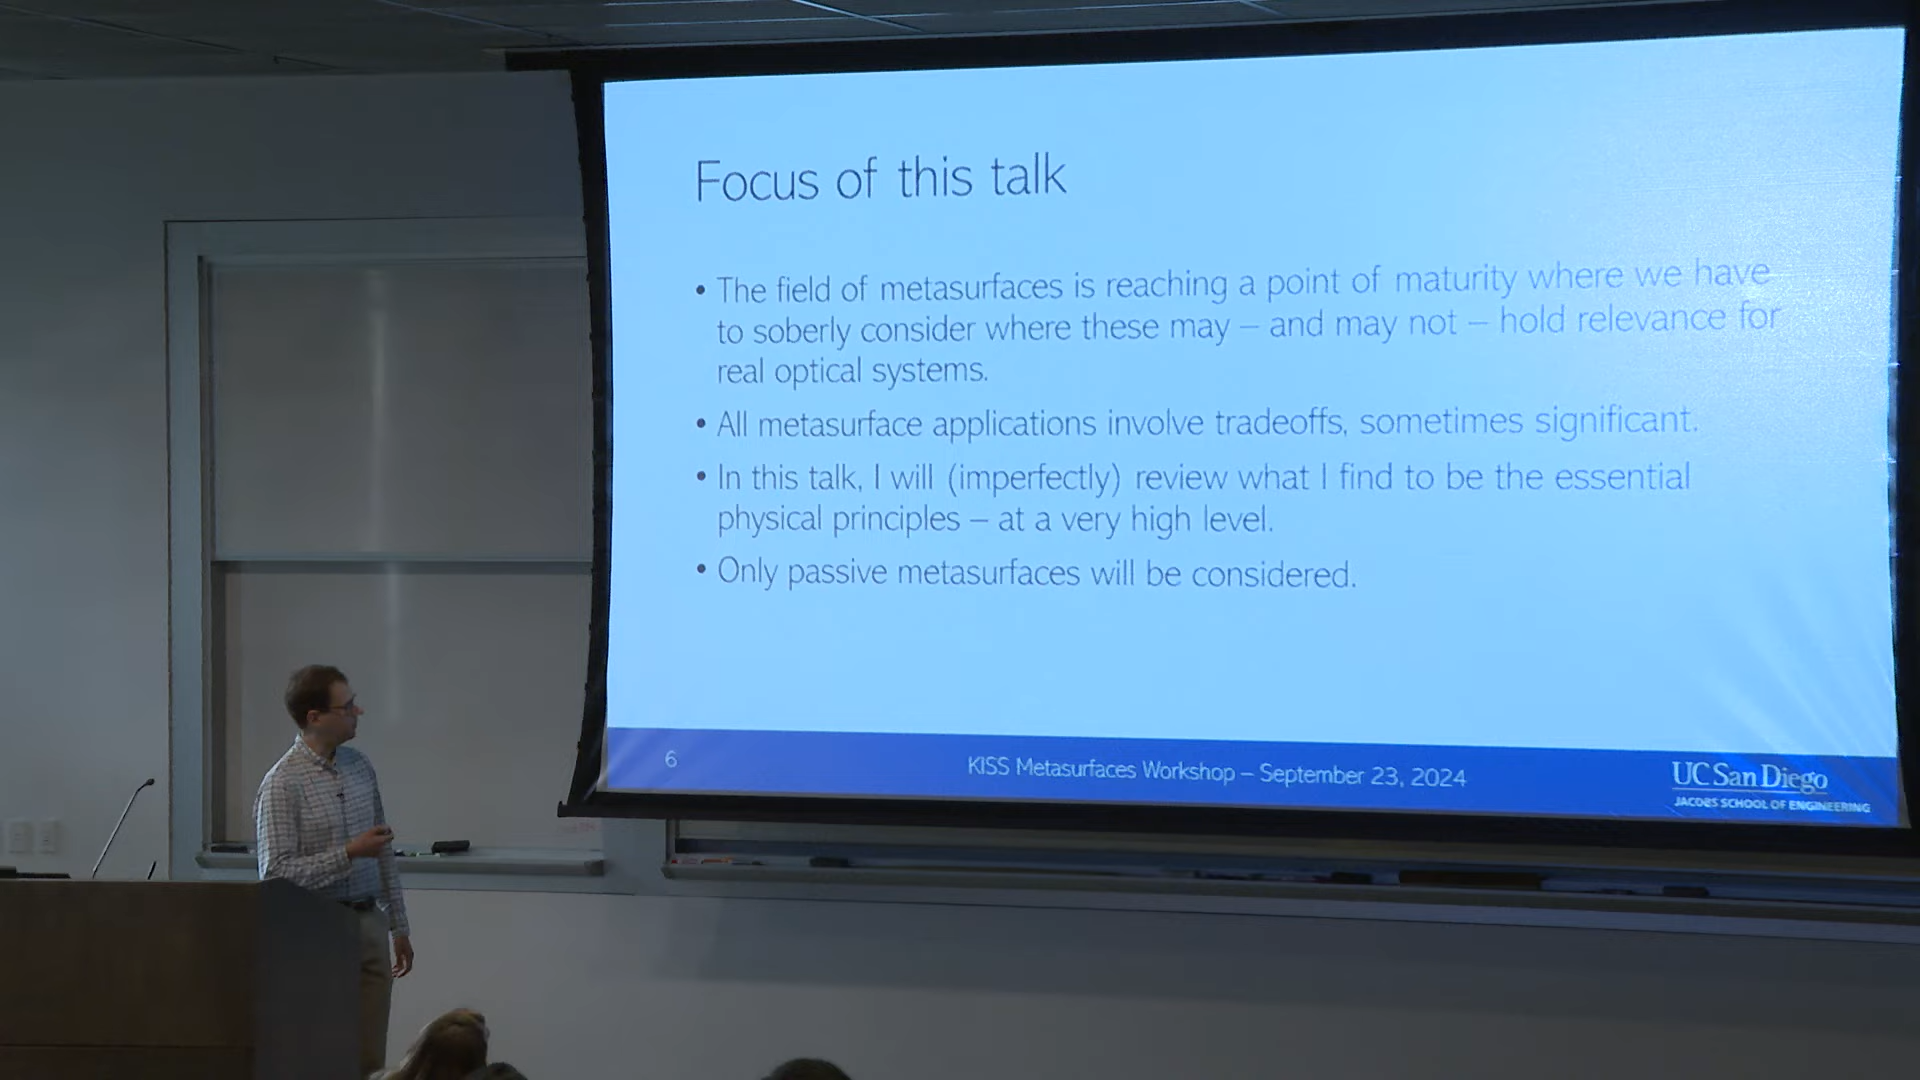 Focus of this talk
• The field of metasurfaces is reaching a point of maturity where we have
to soberly consider where these may – and may not – hold relevance for
real optical systems.
• All metasurface applications involve tradeoffs, sometimes significant.
• In this talk, I will (imperfectly) review what I find to be the essential
physical principles – at a very high level.
• Only passive metasurfaces will be considered.
6
KISS Metasurfaces Workshop – September 23, 2024
UC San Diego
JACOBS SCHOOL OF ENGINEERING